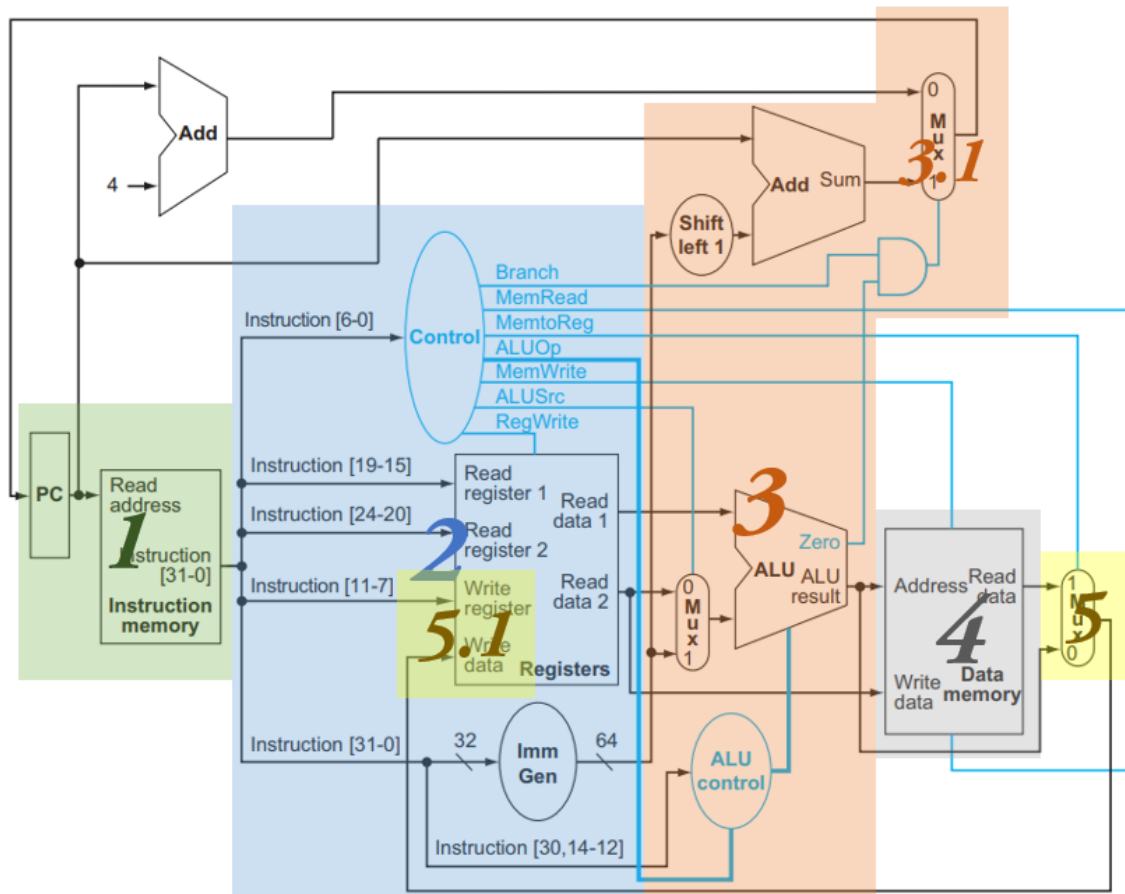 Add
4
0
M
u
x
1
3.1
Add
Sum
Shift
left 1
Branch
MemRead
MemtoReg
ALUOp
MemWrite
ALUSrc
RegWrite
Control
Instruction [6-0]
PC
Read
address
1
Instruction
[31-0]
Instruction
memory
Instruction [19-15]
Instruction [24-20]
Instruction [11-7]
Instruction [31-0]
Read
register 1
Read
register 2
2
Write
register
5.1
Write
data
Registers
Read
data 1
Read
data 2
0
M
u
x
1
3
Zero
ALU
ALU
result
Address
Read
data
4
Write
data
Data
memory
1
M
u
x
0
5
32
Imm
Gen
64
ALU
control
Instruction [30,14-12]